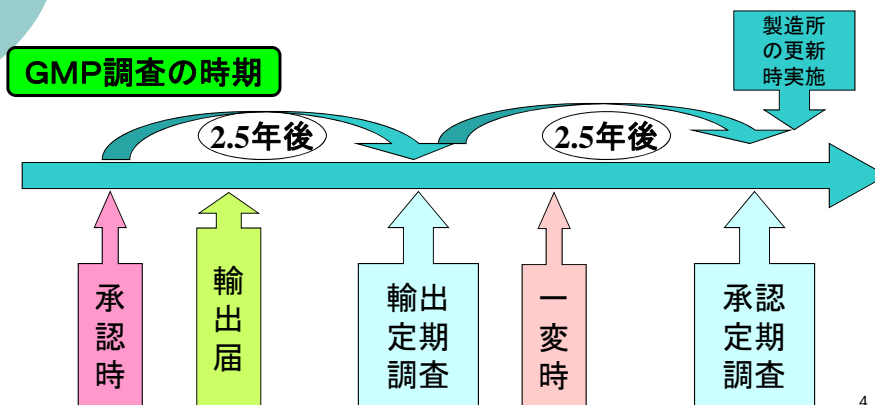 製造所
の更新
時実施
GMP調査の時期
2.5年後
2.5年後
承認時
輸出届
輸出
定期
調査
一変時
承認
定期
調査
4